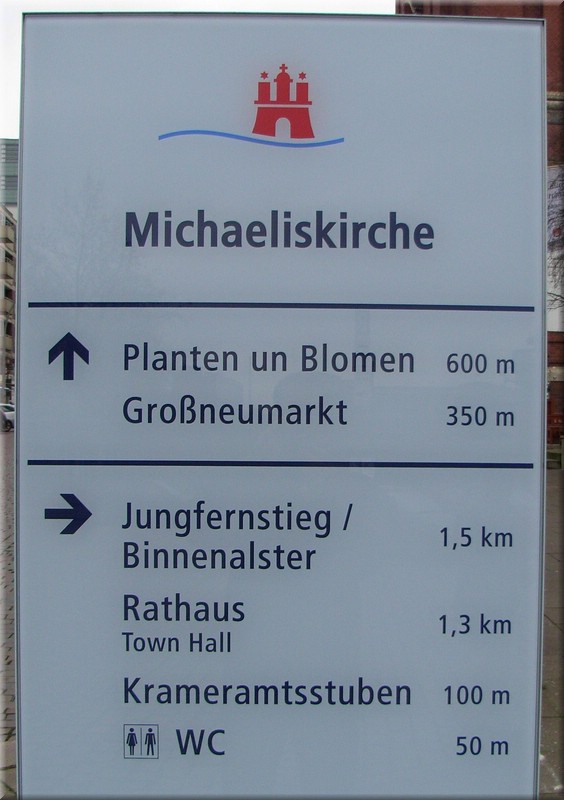 Michaeliskirche
Planten un Blomen 600 m
Großneumarkt 350 m
Jungfernstieg /
Binnenalster 1,5 km
Rathaus
Town Hall 1,3 km
Krameramtsstuben 100 m
WC 50 m